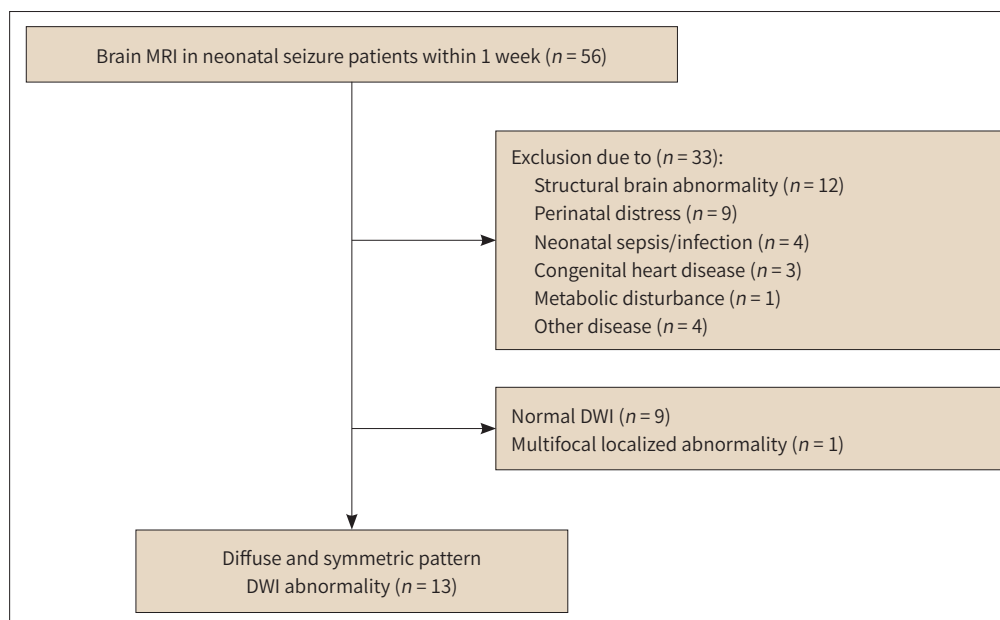 Brain MRI in neonatal seizure patients within 1 week (n = 56)
Exclusion due to (n = 33):
Structural brain abnormality (n = 12)
Perinatal distress (n = 9)
Neonatal sepsis/infection (n = 4)
Congenital heart disease (n = 3)
Metabolic disturbance (n = 1)
Other disease (n = 4)
Normal DWI (n = 9)
Multifocal localized abnormality (n = 1)
Diffuse and symmetric pattern
DWI abnormality (n = 13)